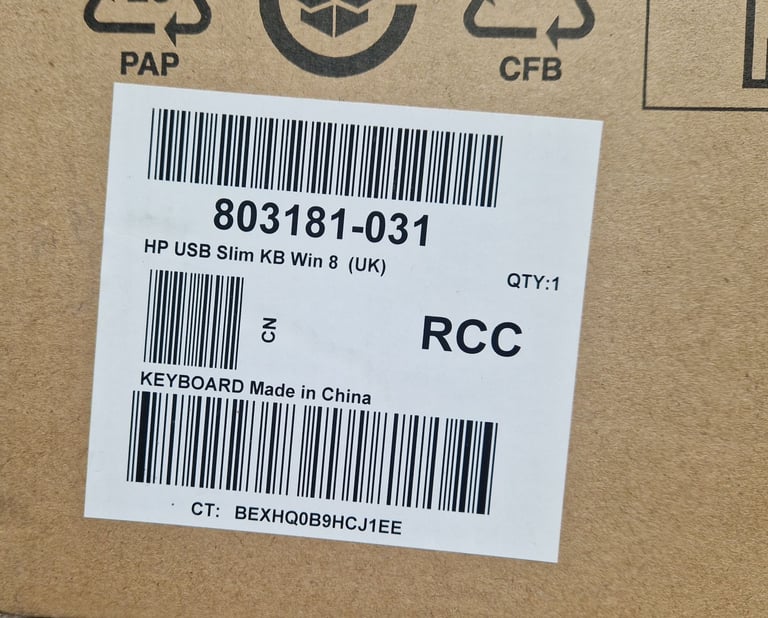 PAP
CFB
803181-031
HP USB Slim KB Win 8 (UK)
QTY:1
CN
RCC
KEYBOARD Made in China
CT: BEXHQ0B9HCJ1EE